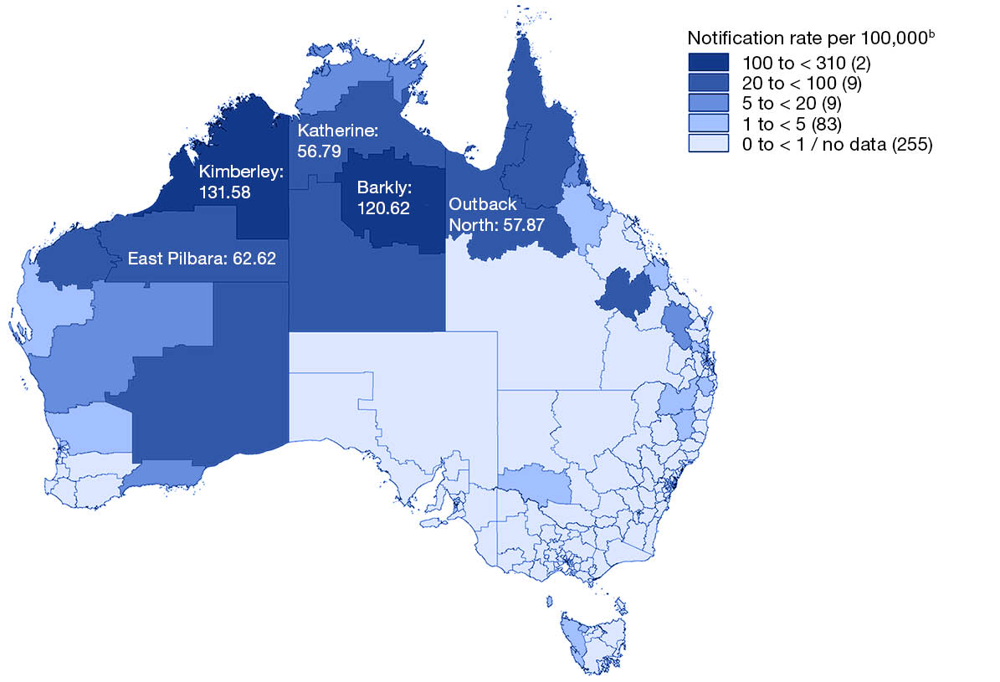 Notification rate per 100,000ᵇ
100 to < 310 (2)
20 to < 100 (9)
5 to < 20 (9)
1 to < 5 (83)
0 to < 1 / no data (255)
Katherine:
56.79
Kimberley:
131.58
Barkly:
120.62
Outback
North: 57.87
East Pilbara: 62.62